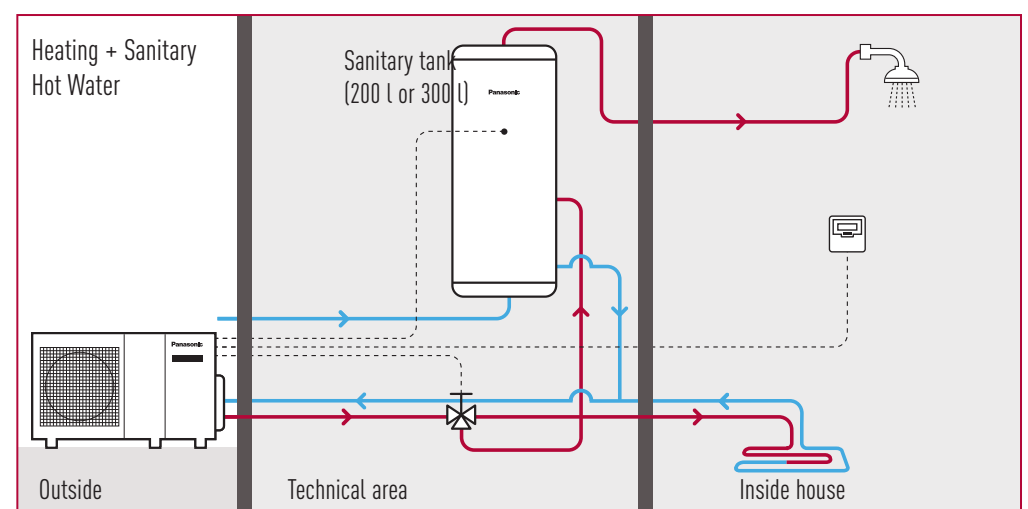 Heating + Sanitary
Hot Water
Sanitary tank
(200 l or 300 l)
Panasonic
Panasonic
Outside
Technical area
Inside house